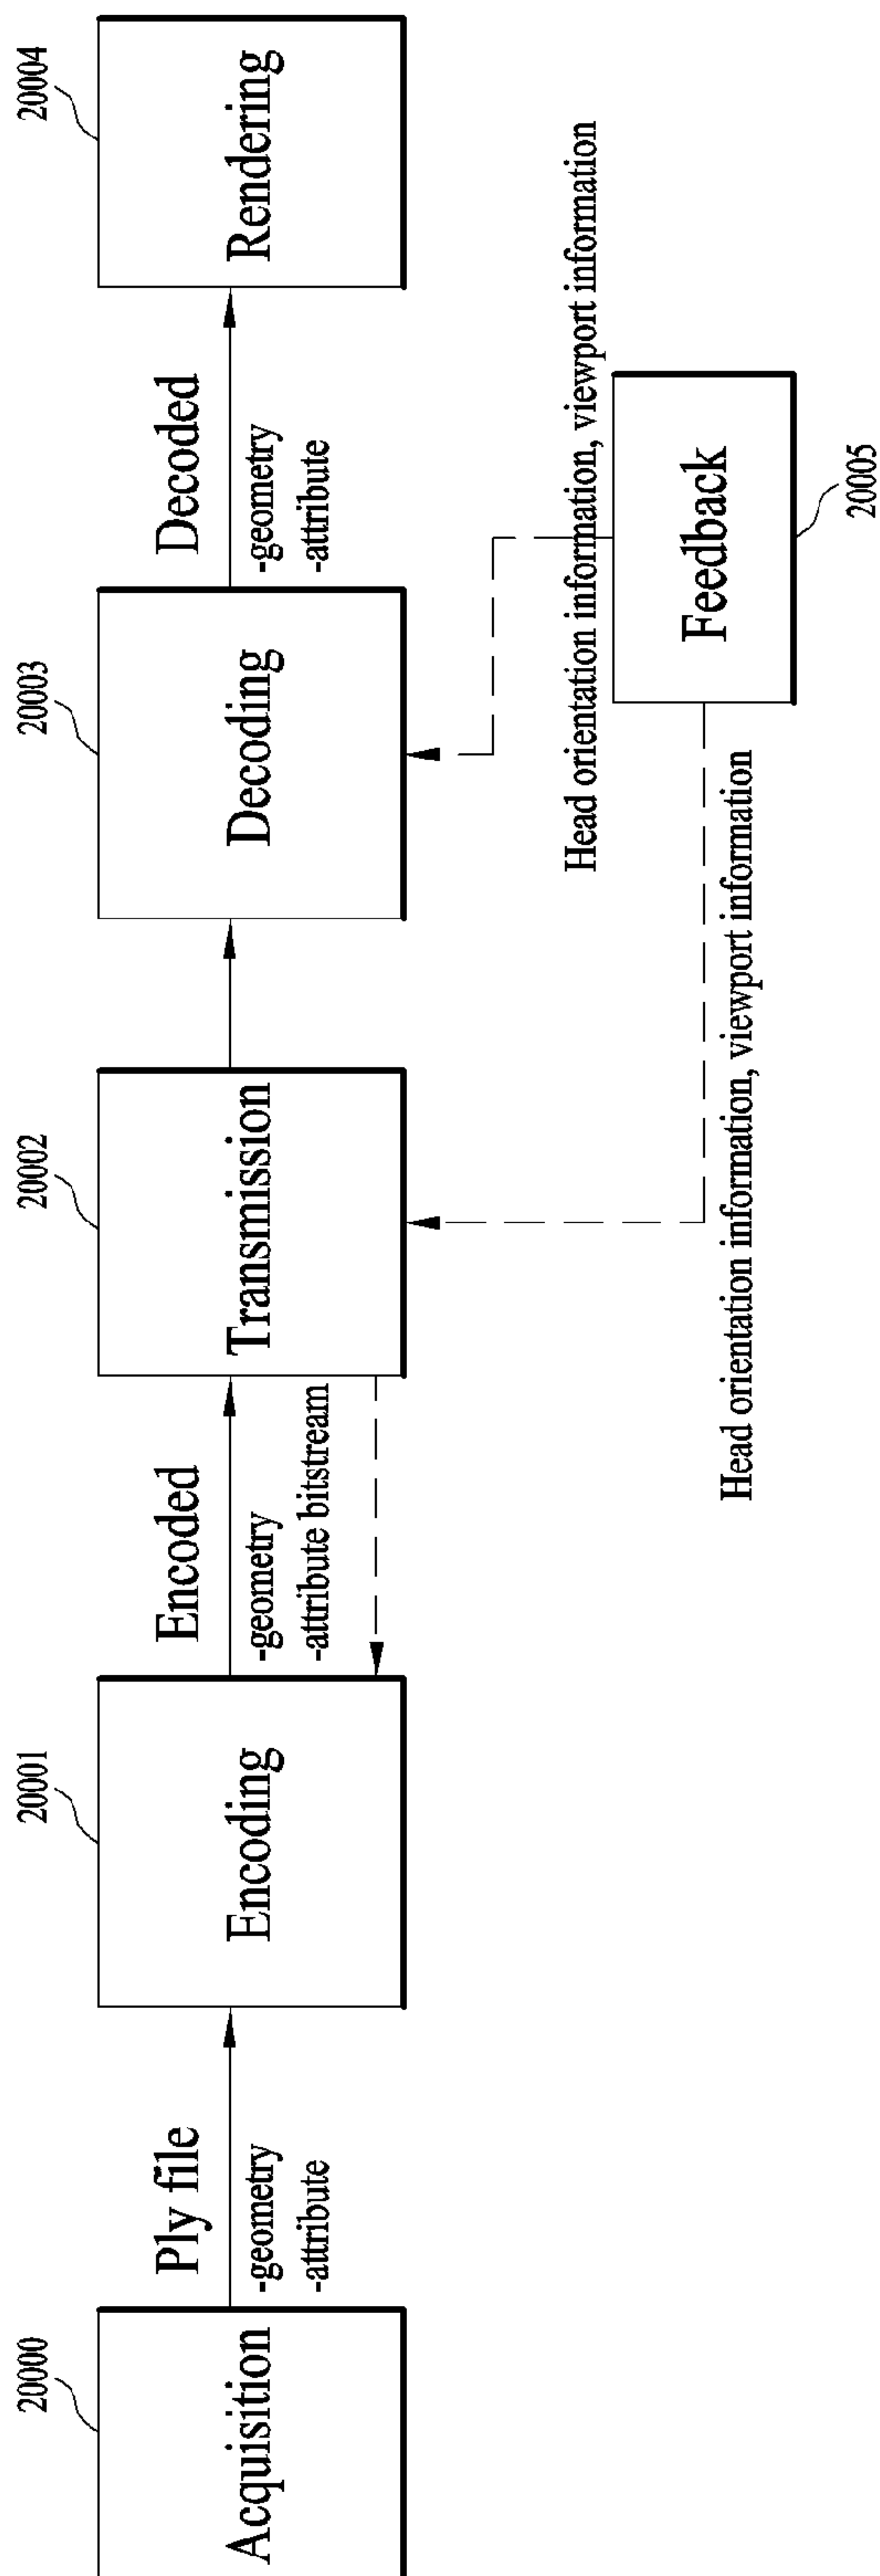 20000
20001
20002
20003
20004
Acquisition
Ply file
-geometry
-attribute
Encoding
Encoded
-geometry
-attribute bitstream
Transmission
Decoding
Decoded
-geometry
-attribute
Rendering
Head orientation information, viewport information
Feedback
20005
Head orientation information, viewport information